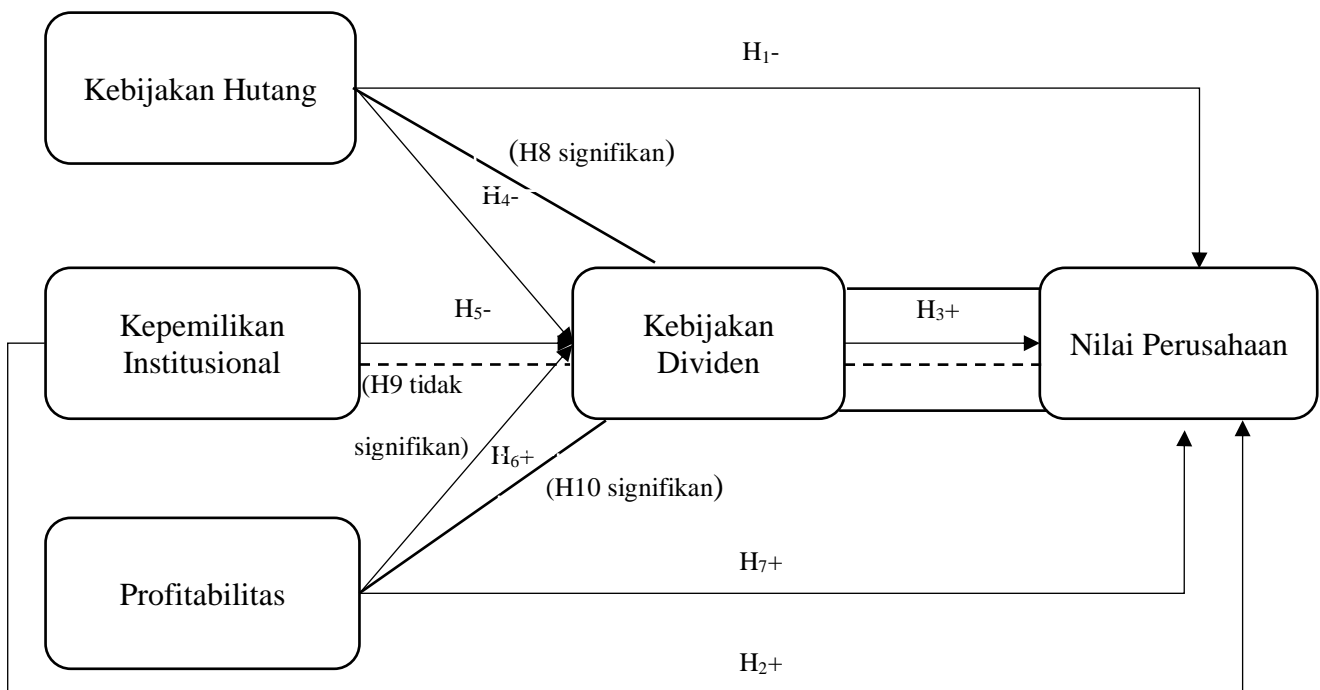 H₁-
Kebijakan Hutang
(H8 signifikan)
H₄-
H₅-
H₃+
Kepemilikan
Institusional
Kebijakan
Dividen
Nilai Perusahaan
(H9 tidak
signifikan)
H₆+
(H10 signifikan)
H₇+
Profitabilitas
H₂+